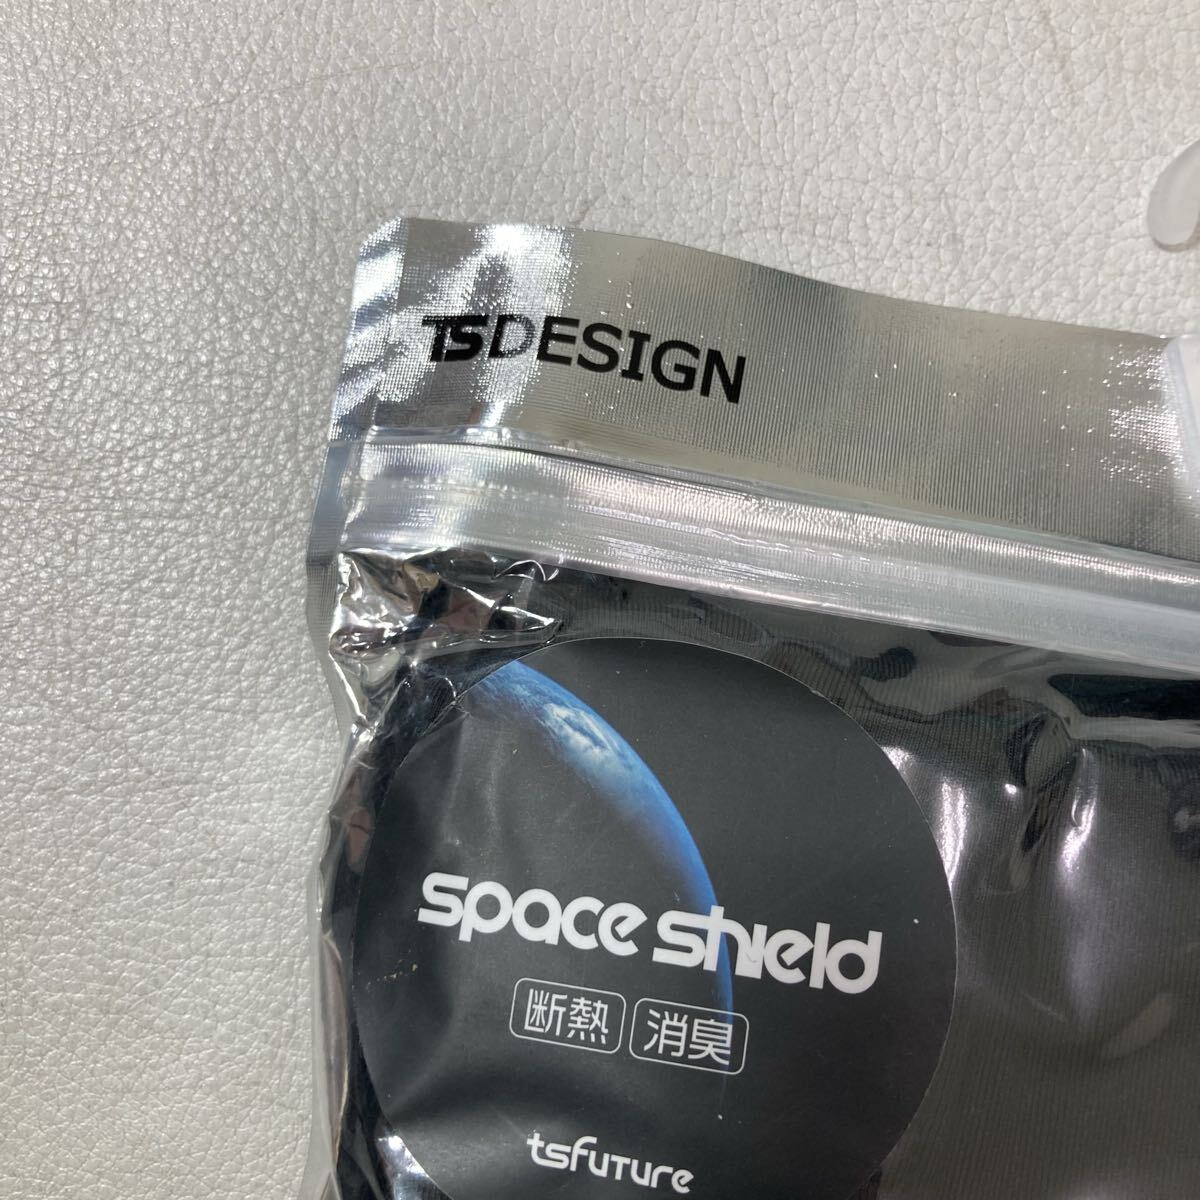 TSDESIGN
space shield
断熱 消臭
tsfuture